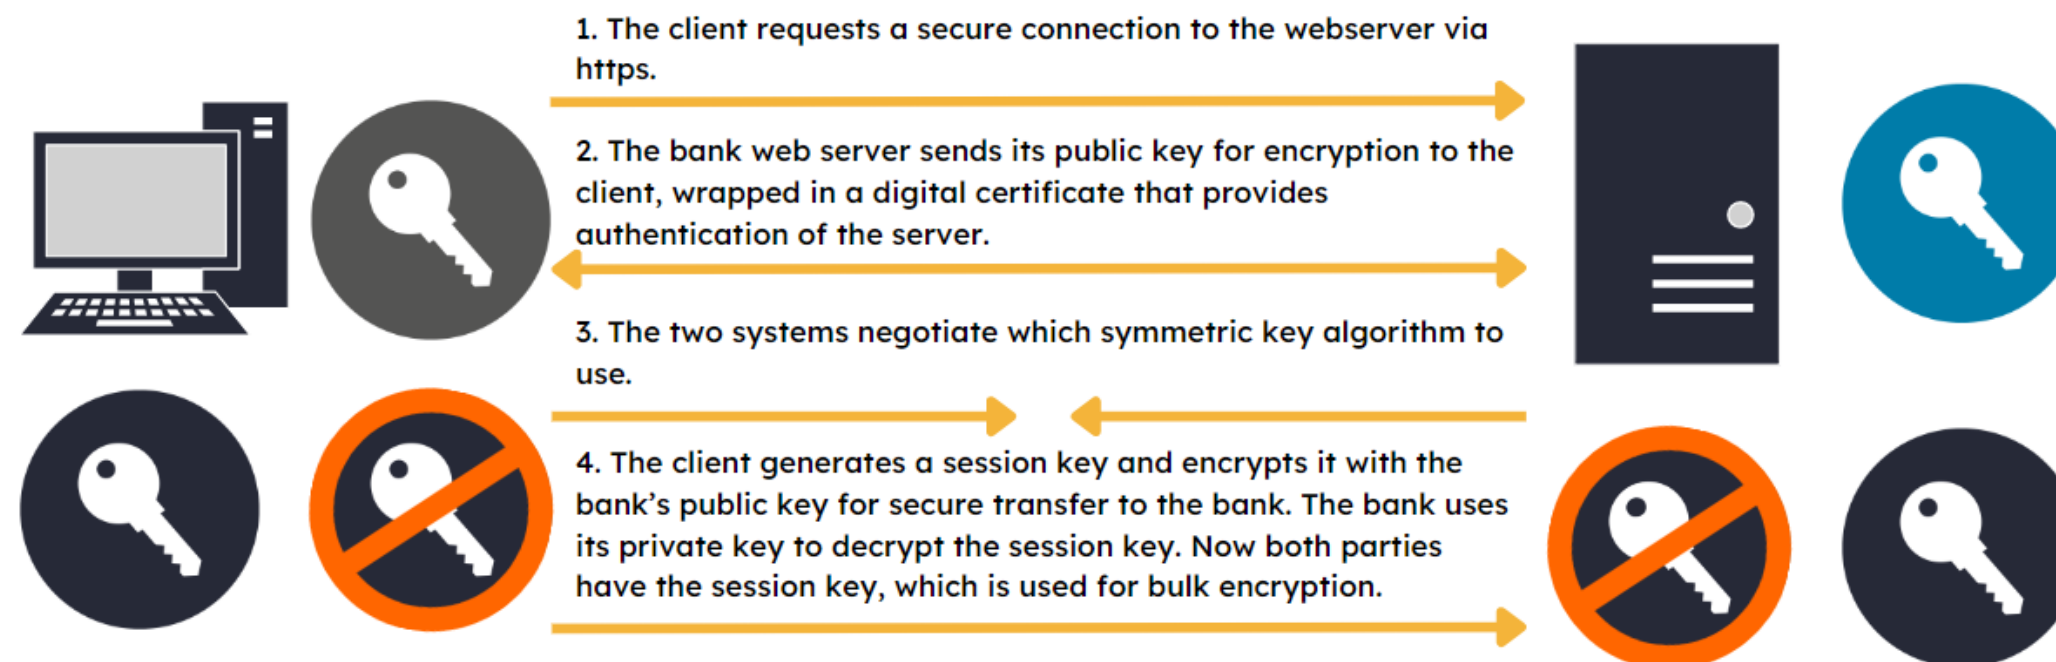 1. The client requests a secure connection to the webserver via
https.
2. The bank web server sends its public key for encryption to the
client, wrapped in a digital certificate that provides
authentication of the server.
3. The two systems negotiate which symmetric key algorithm to
use.
4. The client generates a session key and encrypts it with the
bank’s public key for secure transfer to the bank. The bank uses
its private key to decrypt the session key. Now both parties
have the session key, which is used for bulk encryption.